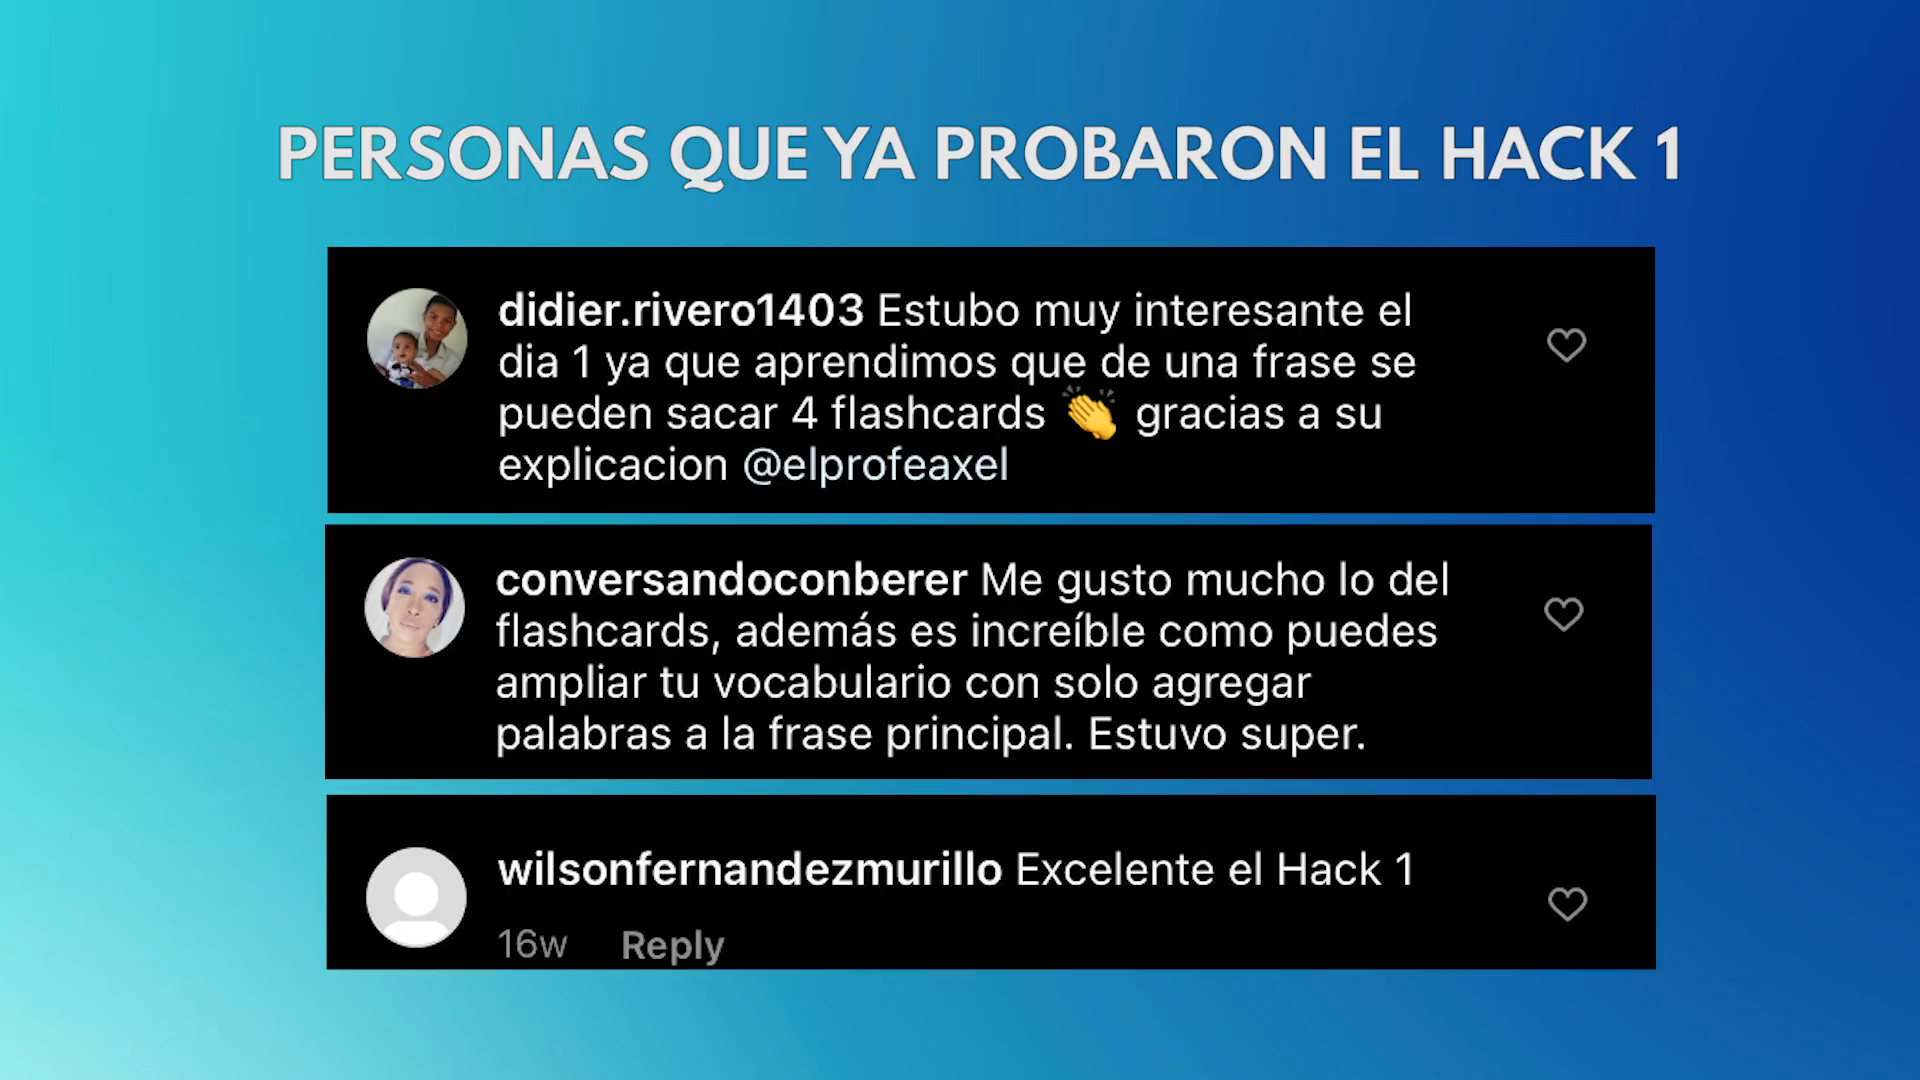 PERSONAS QUE YA PROBARON EL HACK 1
didier.rivero1403 Estubo muy interesante el
dia 1 ya que aprendimos que de una frase se
pueden sacar 4 flashcards 👏 gracias a su
explicacion @elprofeaxel
conversandoconberer Me gusto mucho lo del
flashcards, además es increíble como puedes
ampliar tu vocabulario con solo agregar
palabras a la frase principal. Estuvo super.
wilsonfernandezmurillo Excelente el Hack 1
16w Reply